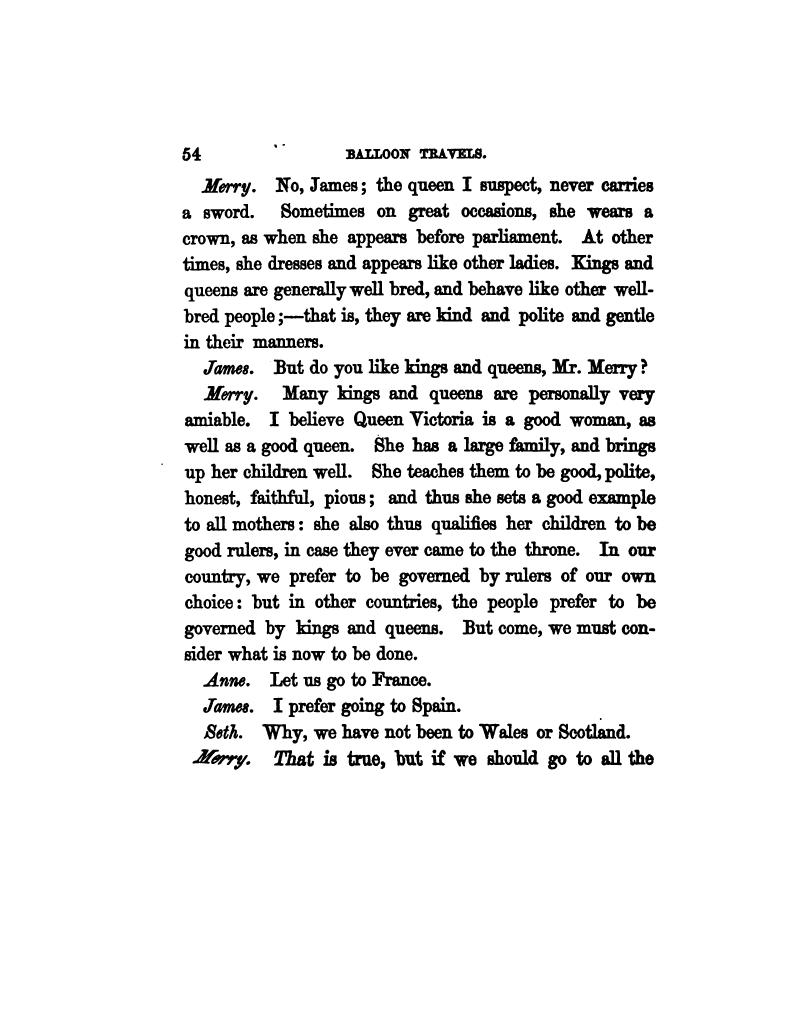 54 BALLOON TRAVELS.
Merry. No, James; the queen I suspect, never carries
a sword. Sometimes on great occasions, she wears a
crown, as when she appears before parliament. At other
times, she dresses and appears like other ladies. Kings and
queens are generally well bred, and behave like other well-
bred people;—that is, they are kind and polite and gentle
in their manners.
James. But do you like kings and queens, Mr. Merry?
Merry. Many kings and queens are personally very
amiable. I believe Queen Victoria is a good woman, as
well as a good queen. She has a large family, and brings
up her children well. She teaches them to be good, polite,
honest, faithful, pious; and thus she sets a good example
to all mothers: she also thus qualifies her children to be
good rulers, in case they ever came to the throne. In our
country, we prefer to be governed by rulers of our own
choice: but in other countries, the people prefer to be
governed by kings and queens. But come, we must con-
sider what is now to be done.
Anne. Let us go to France.
James. I prefer going to Spain.
Seth. Why, we have not been to Wales or Scotland.
Merry. That is true, but if we should go to all the